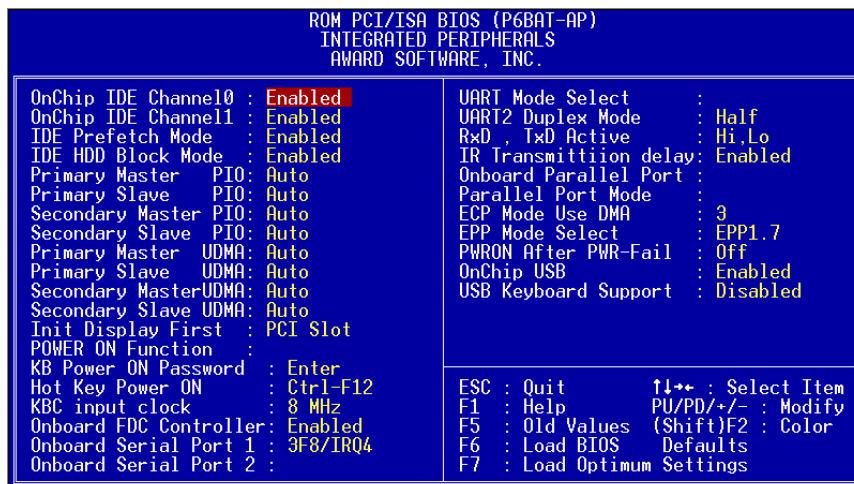 ROM PCI/ISA BIOS (P6BAT-AP)
INTEGRATED PERIPHERALS
AWARD SOFTWARE, INC.
OnChip IDE Channel0 : Enabled
OnChip IDE Channel1 : Enabled
IDE Prefetch Mode : Enabled
IDE HDD Block Mode : Enabled
Primary Master PIO: Auto
Primary Slave PIO: Auto
Secondary Master PIO: Auto
Secondary Slave PIO: Auto
Primary Master UDMA: Auto
Primary Slave UDMA: Auto
Secondary MasterUDMA: Auto
Secondary Slave UDMA: Auto
Init Display First : PCI Slot
POWER ON Function :
KB Power ON Password : Enter
Hot Key Power ON : Ctrl-F12
KBC input clock : 8 MHz
Onboard FDC Controller: Enabled
Onboard Serial Port 1 : 3F8/IRQ4
Onboard Serial Port 2 :
UART Mode Select :
UART2 Duplex Mode : Half
RxD , TxD Active : Hi,Lo
IR Transmittiion delay: Enabled
Onboard Parallel Port :
Parallel Port Mode :
ECP Mode Use DMA : 3
EPP Mode Select : EPP1.7
PWRON After PWR-Fail : Off
OnChip USB : Enabled
USB Keyboard Support : Disabled
ESC : Quit ↑↓→← : Select Item
F1 : Help PU/PD/+/- : Modify
F5 : Old Values (Shift)F2 : Color
F6 : Load BIOS Defaults
F7 : Load Optimum Settings